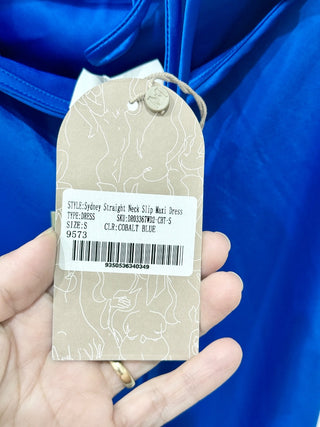 STYLE:Sydney Straight Neck Slip Maxi Dress
TYPE:DRESS SKU:DR0336TWD2-CBT-S
SIZE:S CLR:COBALT BLUE
9573
9350536340349